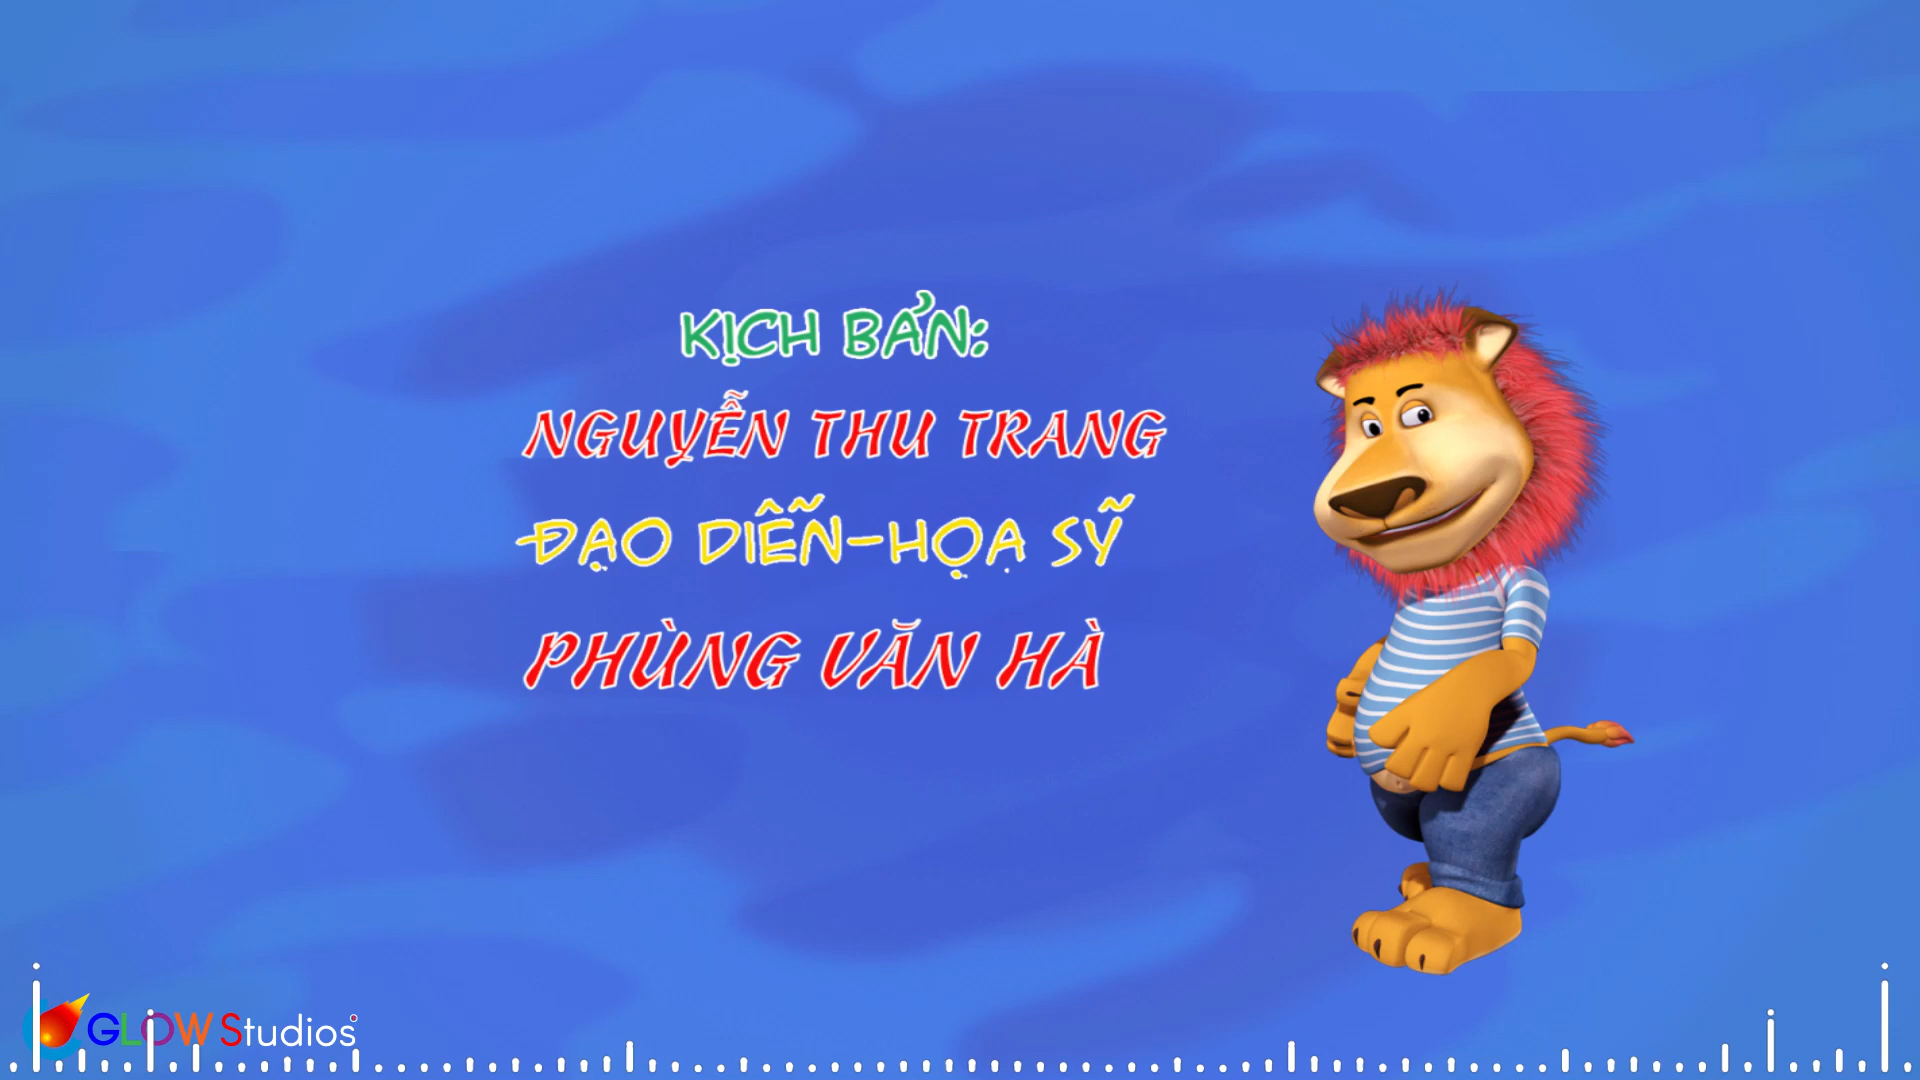 KỊCH BẢN:
NGUYỄN THU TRANG
ĐẠO DIỄN-HỌA SỸ
PHÙNG VĂN HÀ
GLOW Studios